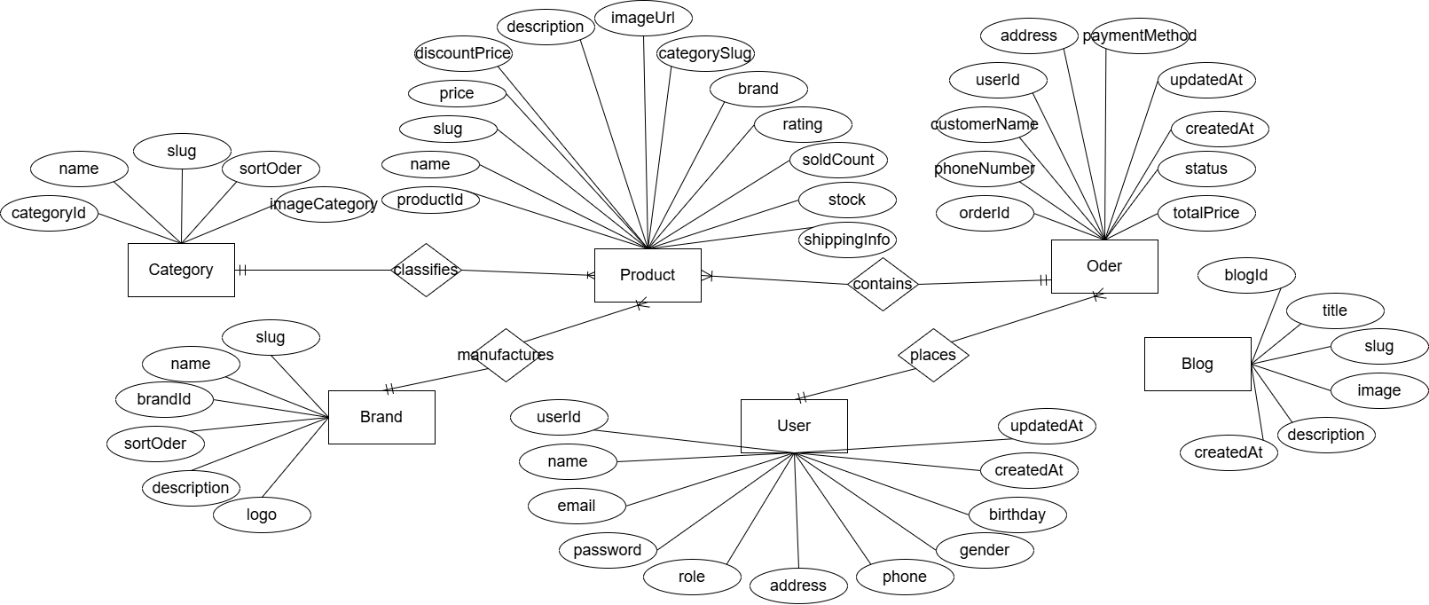 imageUrl
description
discountPrice
categorySlug
price
brand
slug
rating
name
soldCount
productId
stock
shippingInfo
Product
address
paymentMethod
userId
updatedAt
customerName
createdAt
phoneNumber
status
orderId
totalPrice
Oder
slug
name
sortOder
categoryId
imageCategory
Category
classifies
contains
manufactures
places
blogId
title
slug
image
description
createdAt
Blog
slug
name
brandId
sortOder
description
logo
Brand
User
userId
name
email
password
role
address
phone
gender
birthday
createdAt
updatedAt